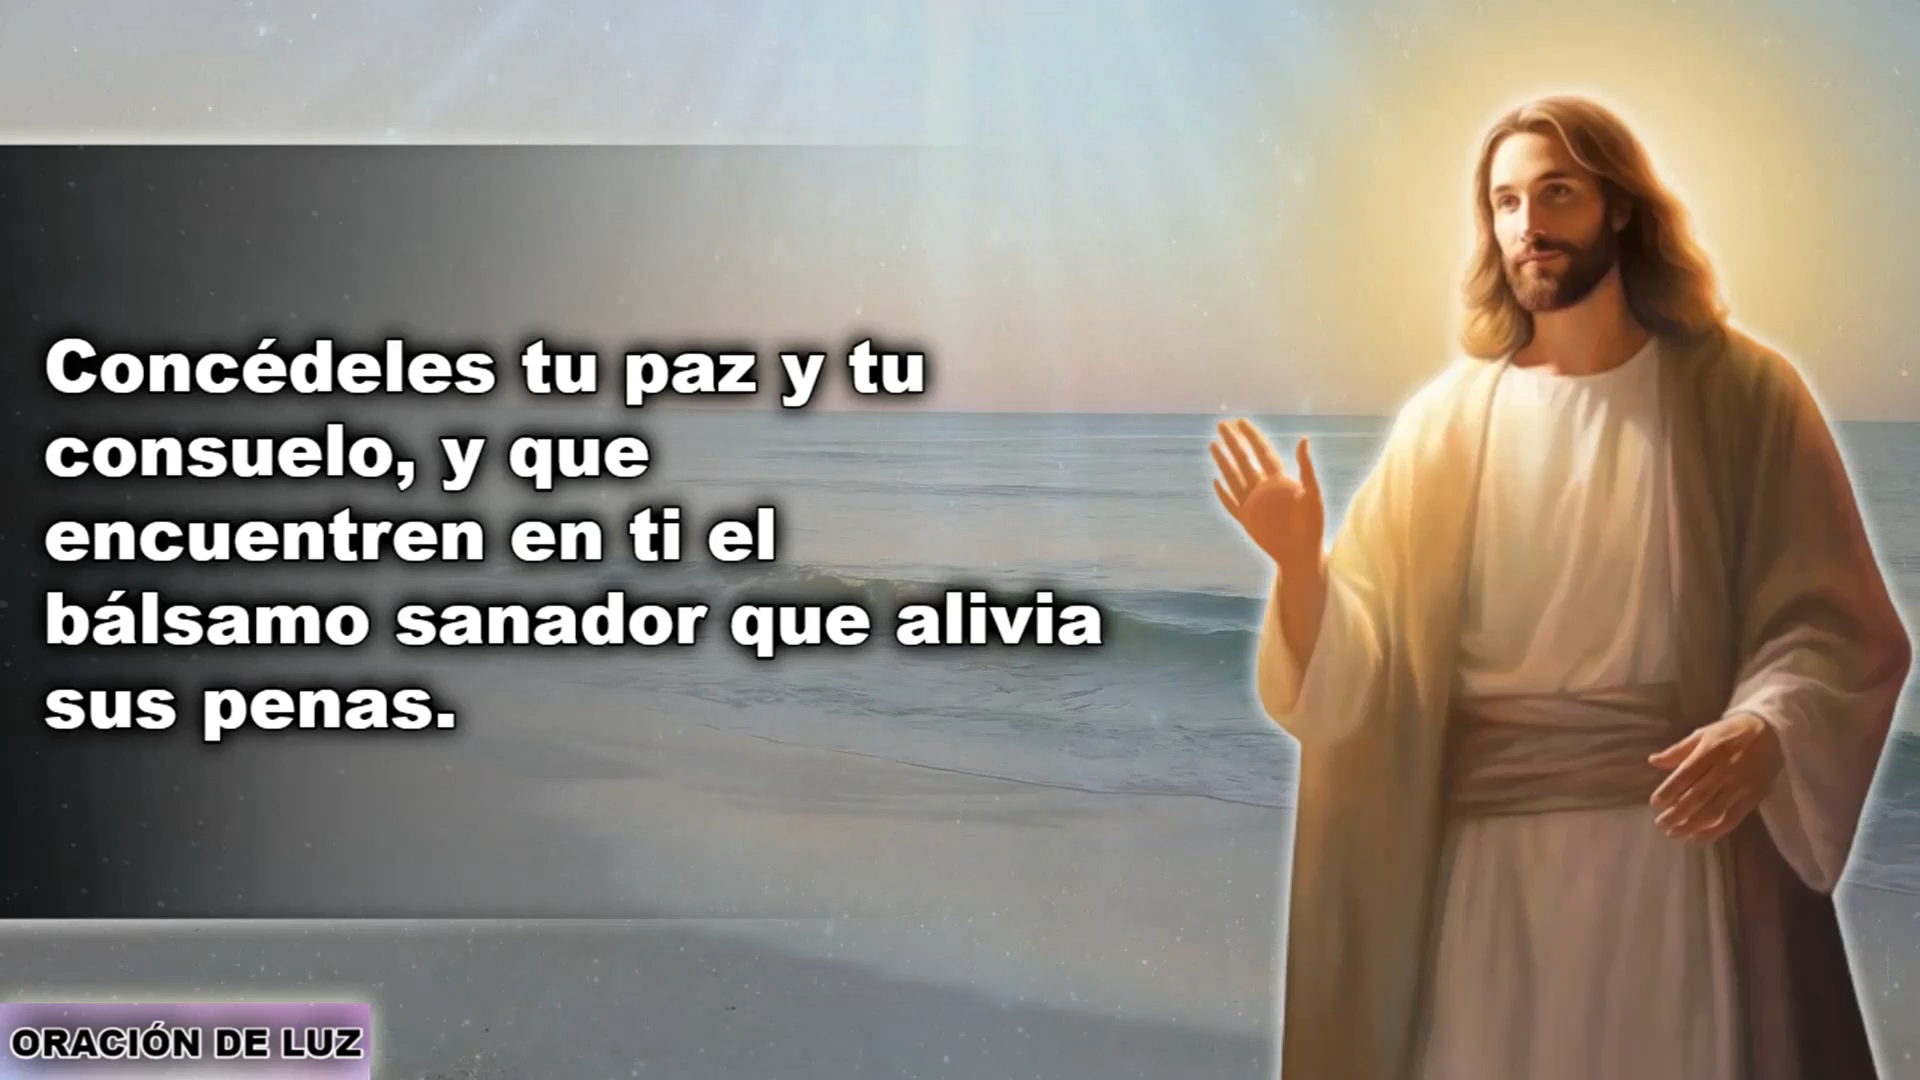 Concédeles tu paz y tu
consuelo, y que
encuentren en ti el
bálsamo sanador que alivia
sus penas.
ORACIÓN DE LUZ